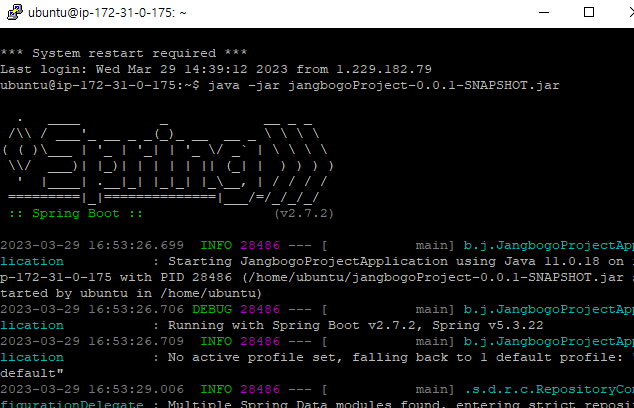 ubuntu@ip-172-31-0-175: ~
*** System restart required ***
Last login: Wed Mar 29 14:39:12 2023 from 1.229.182.79
ubuntu@ip-172-31-0-175:~$ java -jar jangbogoProject-0.0.1-SNAPSHOT.jar
  .   ____          _            __ _ _
 /\\ / ___'_ __ _ _(_)_ __  __ _ \ \ \ \
( ( )\___ | '_ | '_| | '_ \/ _` | \ \ \ \
 \\/  ___)| |_)| | | | | || (_| |  ) ) ) )
  '  |____| .__|_| |_|_| |_\__, | / / / /
 =========|_|==============|___/=/_/_/_/
 :: Spring Boot ::                (v2.7.2)
2023-03-29 16:53:26.699  INFO 28486 --- [           main] b.j.JangbogoProjectApp
lication           : Starting JangbogoProjectApplication using Java 11.0.18 on i
p-172-31-0-175 with PID 28486 (/home/ubuntu/jangbogoProject-0.0.1-SNAPSHOT.jar s
tarted by ubuntu in /home/ubuntu)
2023-03-29 16:53:26.706 DEBUG 28486 --- [           main] b.j.JangbogoProjectApp
lication           : Running with Spring Boot v2.7.2, Spring v5.3.22
2023-03-29 16:53:26.709  INFO 28486 --- [           main] b.j.JangbogoProjectApp
lication           : No active profile set, falling back to 1 default profile: "
default"
2023-03-29 16:53:29.006  INFO 28486 --- [           main] .s.d.r.c.RepositoryCon
figurationDelegate : Multiple Spring Data modules found, entering strict reposit